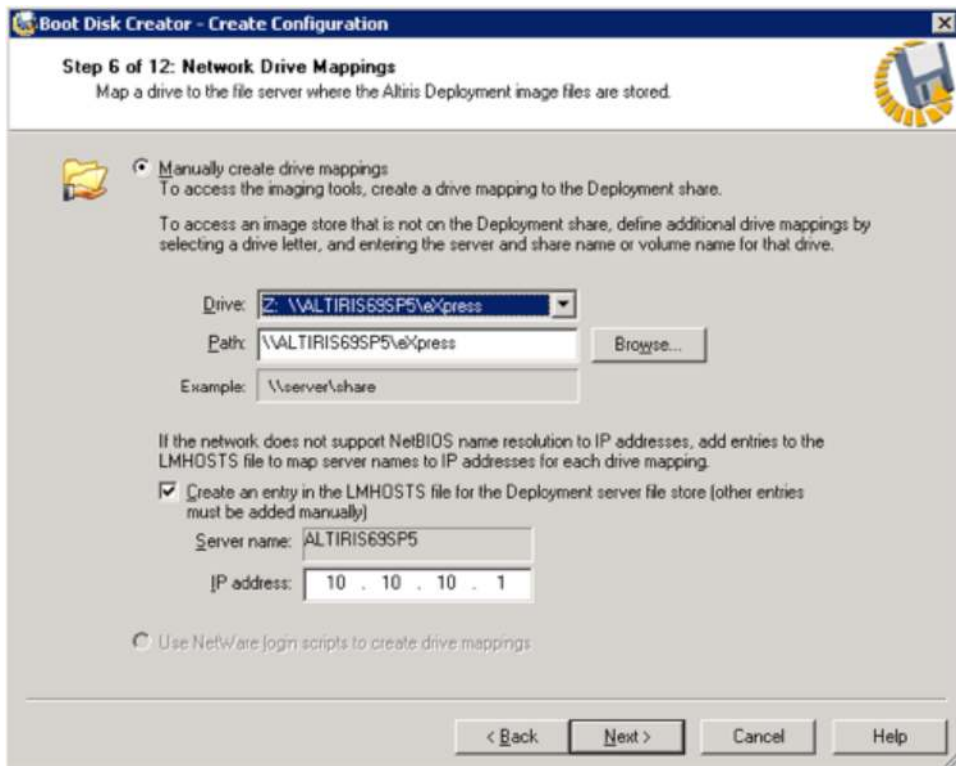 Boot Disk Creator - Create Configuration
Step 6 of 12: Network Drive Mappings
Map a drive to the file server where the Altiris Deployment image files are stored.
Manually create drive mappings
To access the imaging tools, create a drive mapping to the Deployment share.
To access an image store that is not on the Deployment share, define additional drive mappings by
selecting a drive letter, and entering the server and share name or volume name for that drive.
Drive: Z: \\ALTIRIS69SP5\eXpress
Path: \\ALTIRIS69SP5\eXpress Browse...
Example: \\server\share
If the network does not support NetBIOS name resolution to IP addresses, add entries to the
LMHOSTS file to map server names to IP addresses for each drive mapping.
Create an entry in the LMHOSTS file for the Deployment server file store (other entries
must be added manually)
Server name: ALTIRIS69SP5
IP address: 10 . 10 . 10 . 1
Use NetWare login scripts to create drive mappings
< Back Next > Cancel Help